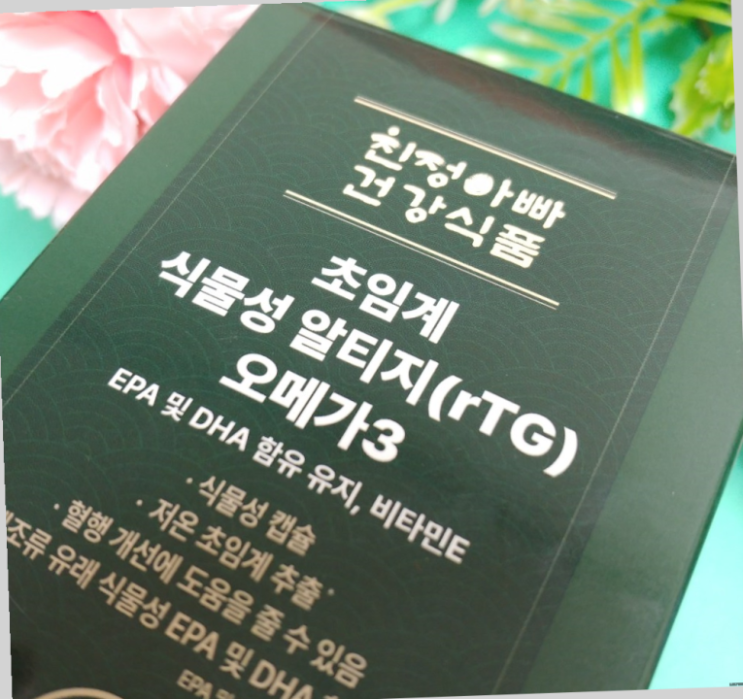 친정아빠
건강식품
초임계
식물성 알티지(rTG)
오메가3
EPA 및 DHA 함유 유지, 비타민E
· 식물성 캡슐
· 저온 초임계 추출
· 혈행 개선에 도움을 줄 수 있음
유래 식물성 EPA 및 DHA
EPA 및